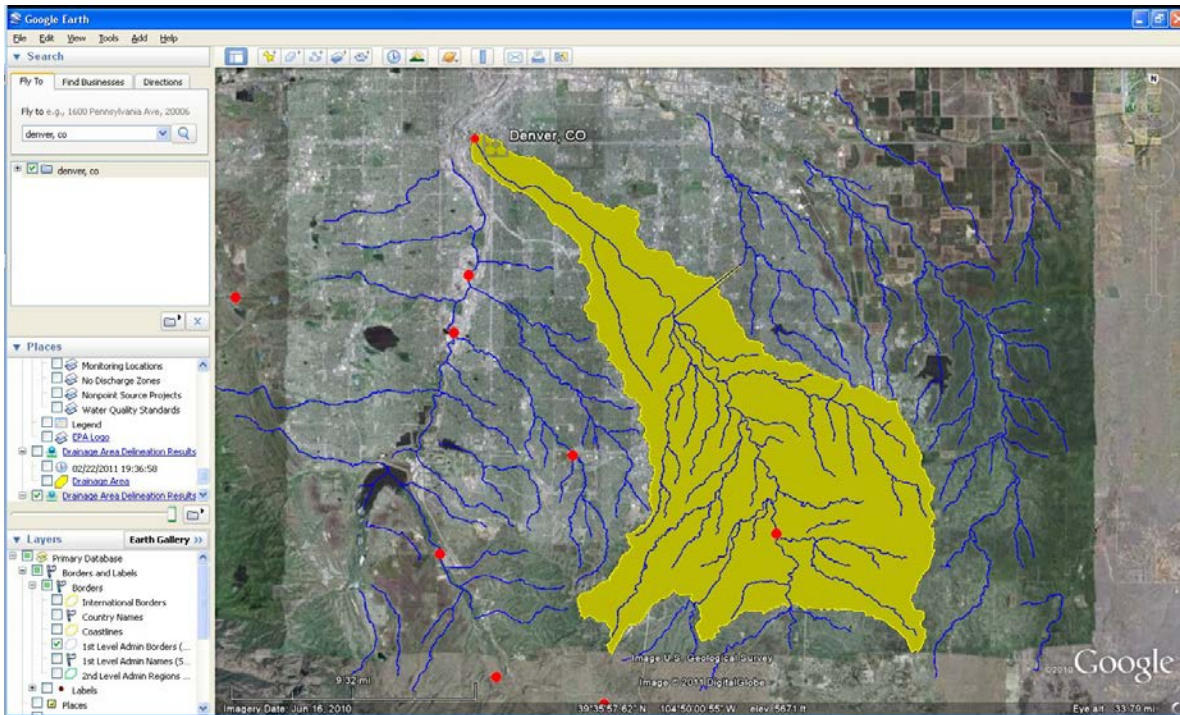 Google Earth
File Edit View Tools Add Help
Search
Fly To Find Businesses Directions
Fly to e.g., 1600 Pennsylvania Ave, 20006
denver, co
denver, co
Places
Monitoring Locations
No Discharge Zones
Nonpoint Source Projects
Water Quality Standards
Legend
EPA Logo
Drainage Area Delineation Results
02/22/2011 19:36:58
Drainage Area
Drainage Area Delineation Results
Layers Earth Gallery >>
Primary Database
Borders and Labels
Borders
International Borders
Country Names
Coastlines
1st Level Admin Borders (...
1st Level Admin Names (S...
2nd Level Admin Regions ...
Labels
Places
N
Denver, CO
Image U.S. Geological Survey
Image © 2011 DigitalGlobe
©2010 Google
9.32 mi
Imagery Date: Jun 16, 2010 39°35'57.62" N 104°50'00.55" W elev 5671 ft Eye alt 33.79 mi